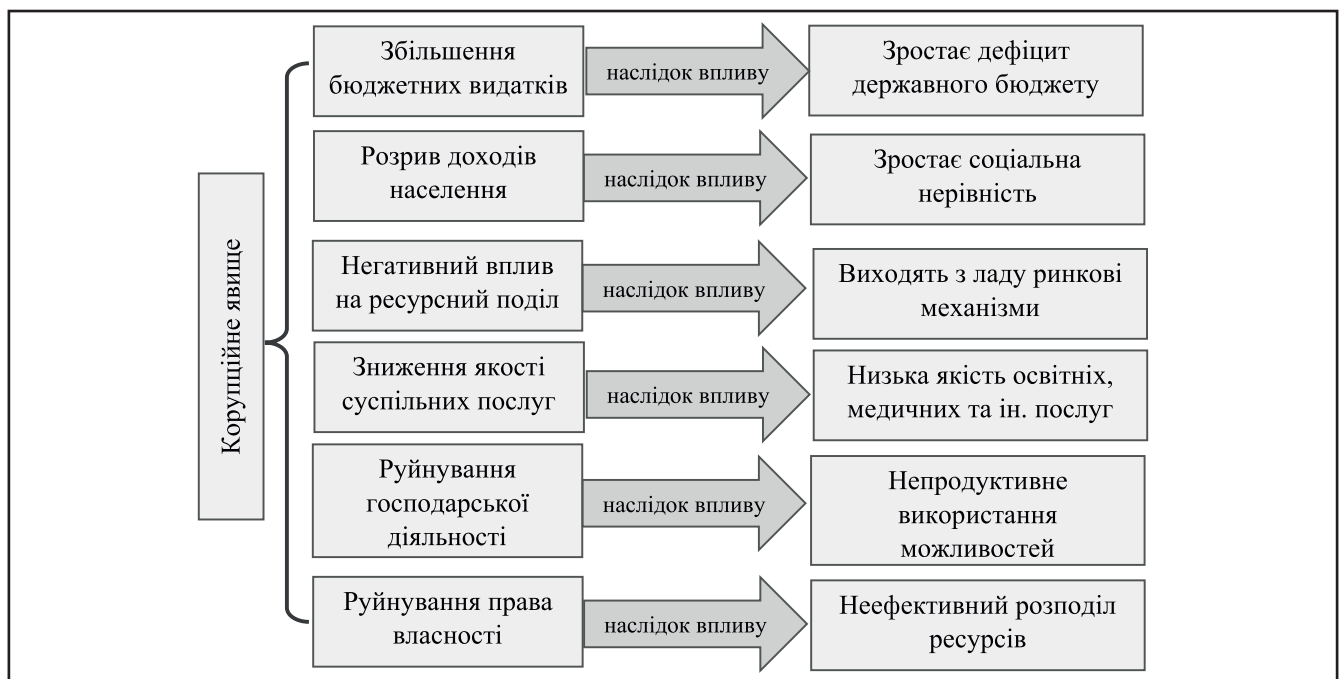 Корупційне явище
Збільшення
бюджетних видатків
наслідок впливу
Зростає дефіцит
державного бюджету
Розрив доходів
населення
наслідок впливу
Зростає соціальна
нерівність
Негативний вплив
на ресурсний поділ
наслідок впливу
Виходять з ладу ринкові
механізми
Зниження якості
суспільних послуг
наслідок впливу
Низька якість освітніх,
медичних та ін. послуг
Руйнування
господарської
діяльності
наслідок впливу
Непродуктивне
використання
можливостей
Руйнування права
власності
наслідок впливу
Неефективний розподіл
ресурсів